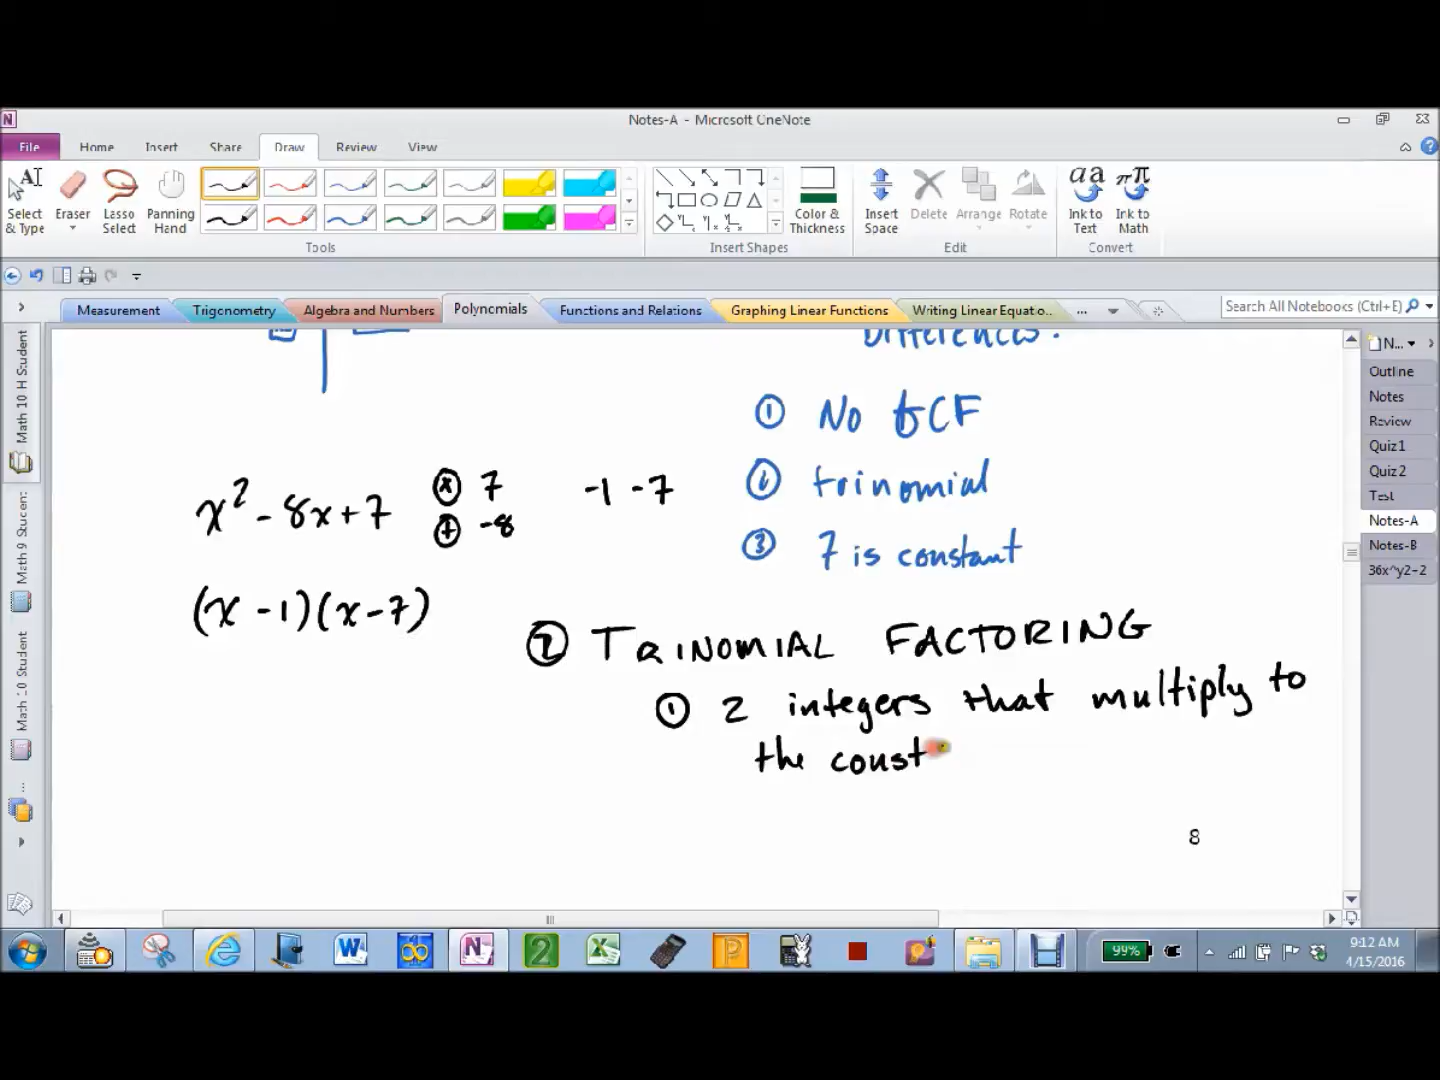 Notes-A - Microsoft OneNote
File Home Insert Share Draw Review View
Select & Type
Eraser
Lasso Select
Panning Hand
Color & Thickness
Insert Space
Delete
Arrange
Rotate
Ink to Text
Ink to Math
Tools
Insert Shapes
Edit
Convert
Measurement Trigonometry Algebra and Numbers Polynomials Functions and Relations Graphing Linear Functions Writing Linear Equatio... ...
Search All Notebooks (Ctrl+E)
Math 10 H Student
Math 9 Student
Math 10 Student
N...
Outline
Notes
Review
Quiz1
Quiz2
Test
Notes-A
Notes-B
36x^y2-2
Differences:
① No GCF
② trinomial
③ 7 is constant
x² - 8x + 7
ⓧ 7
⊕ -8
-1 -7
(x - 1)(x - 7)
② TRINOMIAL FACTORING
① 2 integers that multiply to
the const
8
99%
9:12 AM
4/15/2016